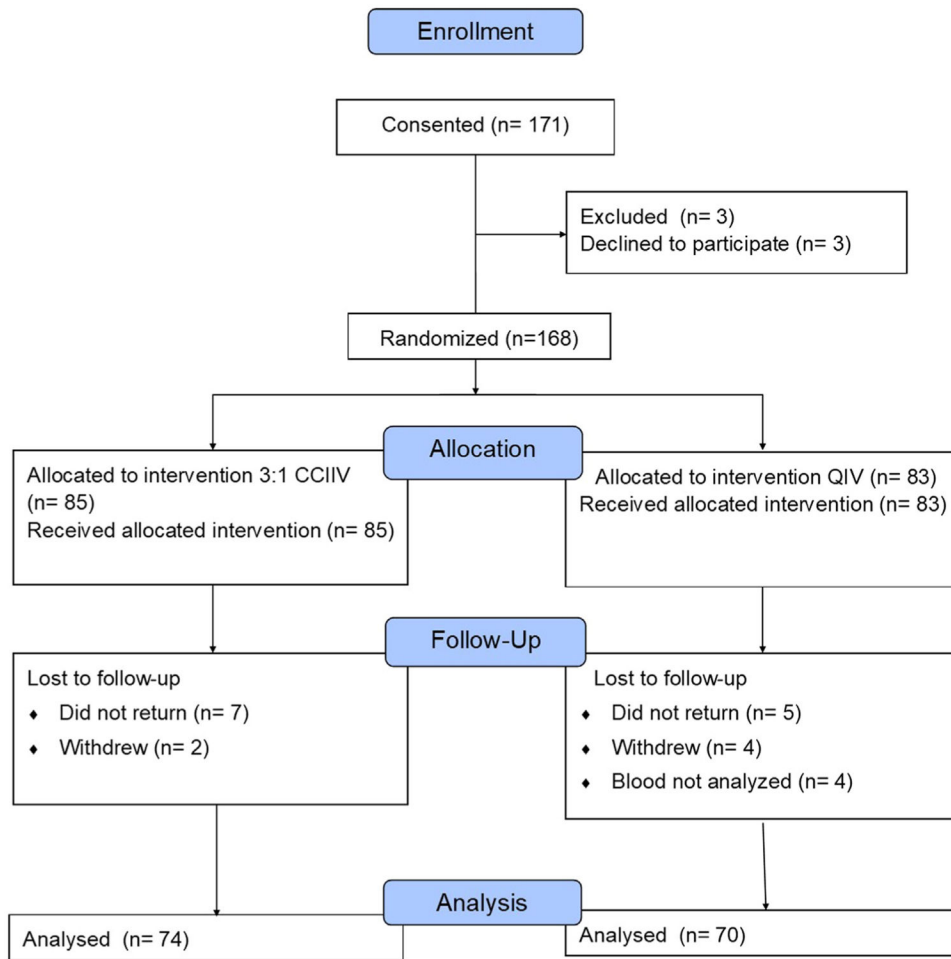 Enrollment
Consented (n= 171)
Excluded (n= 3)
Declined to participate (n= 3)
Randomized (n=168)
Allocation
Allocated to intervention 3:1 CCIIV
(n= 85)
Received allocated intervention (n= 85)
Allocated to intervention QIV (n= 83)
Received allocated intervention (n= 83)
Follow-Up
Lost to follow-up
♦ Did not return (n= 7)
♦ Withdrew (n= 2)
Lost to follow-up
♦ Did not return (n= 5)
♦ Withdrew (n= 4)
♦ Blood not analyzed (n= 4)
Analysis
Analysed (n= 74)
Analysed (n= 70)